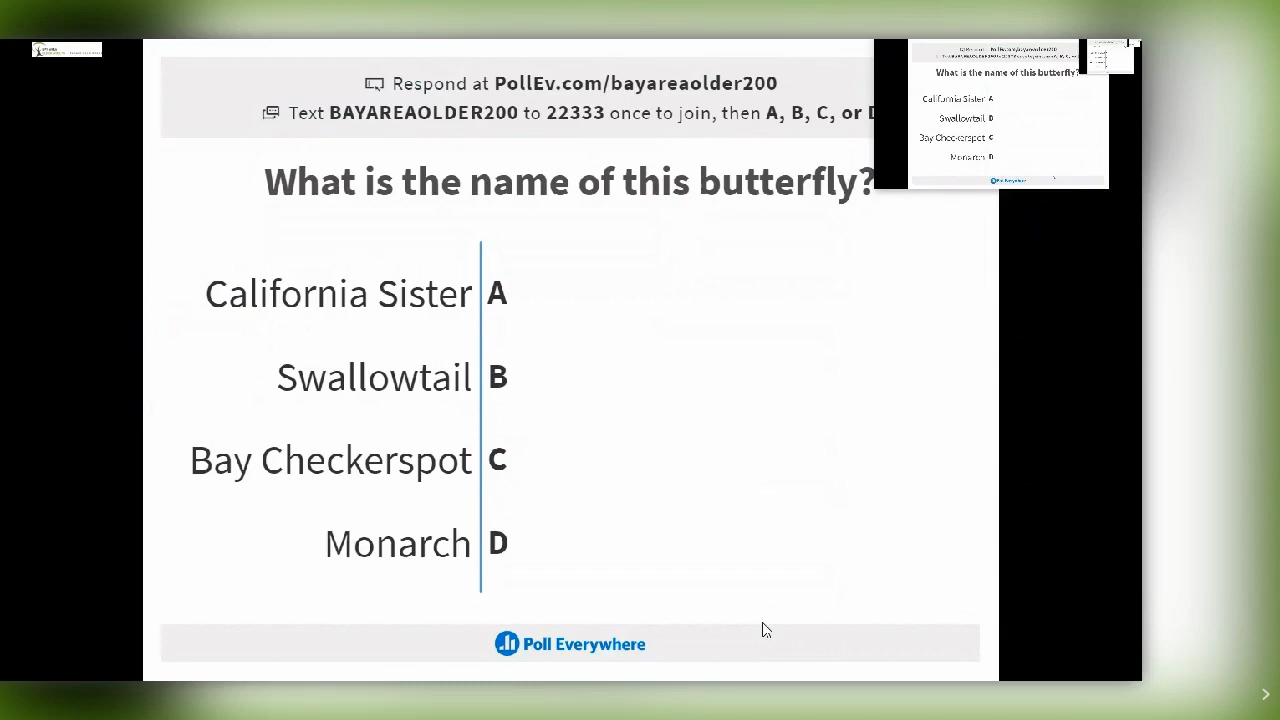 Respond at PollEv.com/bayareaolder200
Text BAYAREAOLDER200 to 22333 once to join, then A, B, C, or
What is the name of this butterfly?
California Sister A
Swallowtail B
Bay Checkerspot C
Monarch D
Poll Everywhere
What is the name of this butterfly?
California Sister A
Swallowtail B
Bay Checkerspot C
Monarch D
Poll Everywhere